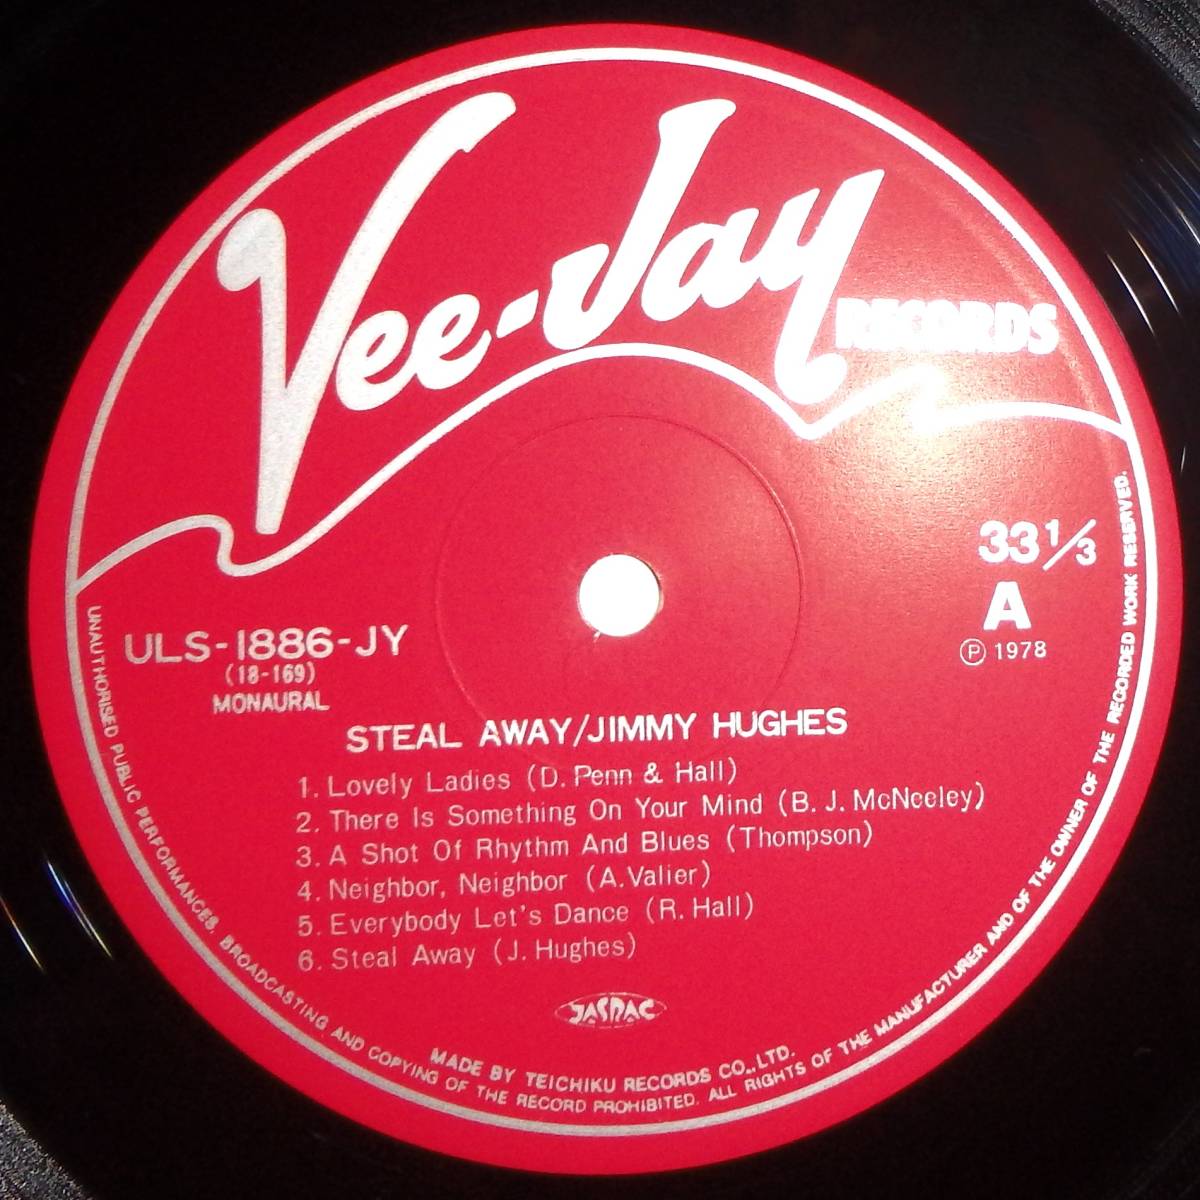 Vee-Jay
RECORDS
33 1/3
A
Ⓟ 1978
ULS-1886-JY
(18-169)
MONAURAL
STEAL AWAY/JIMMY HUGHES
1. Lovely Ladies (D. Penn & Hall)
2. There Is Something On Your Mind (B. J. McNeeley)
3. A Shot Of Rhythm And Blues (Thompson)
4. Neighbor, Neighbor (A. Valier)
5. Everybody Let's Dance (R. Hall)
6. Steal Away (J. Hughes)
JASRAC
MADE BY TEICHIKU RECORDS CO.,LTD.
UNAUTHORISED PUBLIC PERFORMANCES, BROADCASTING AND COPYING OF THE RECORD PROHIBITED. ALL RIGHTS OF THE MANUFACTURER AND OF THE OWNER OF THE RECORDED WORK RESERVED.